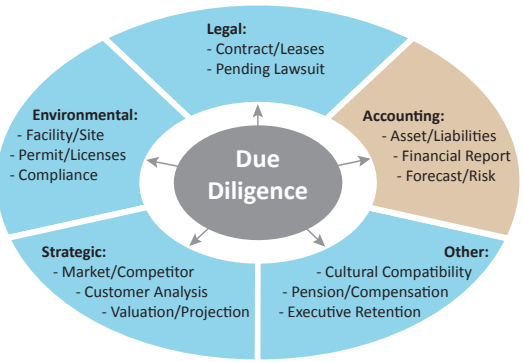 Legal:
- Contract/Leases
- Pending Lawsuit
Environmental:
- Facility/Site
- Permit/Licenses
- Compliance
Accounting:
- Asset/Liabilities
- Financial Report
- Forecast/Risk
Due
Diligence
Strategic:
- Market/Competitor
- Customer Analysis
- Valuation/Projection
Other:
- Cultural Compatibility
- Pension/Compensation
- Executive Retention